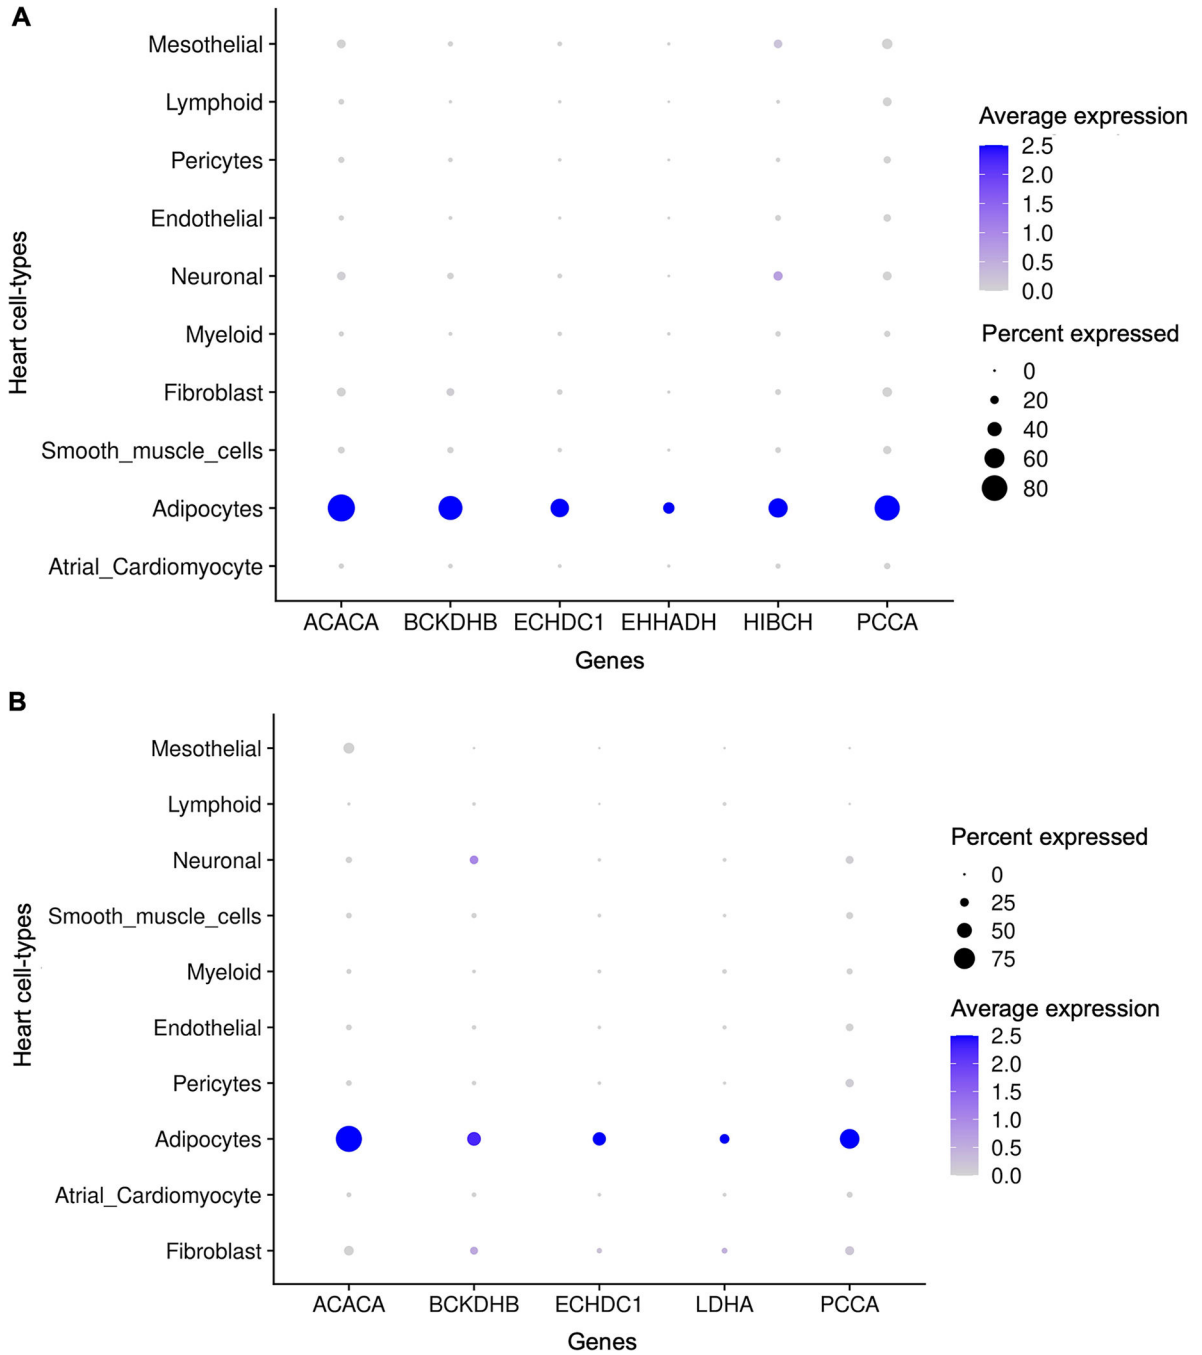 A
Mesothelial
Lymphoid
Pericytes
Endothelial
Neuronal
Myeloid
Fibroblast
Smooth_muscle_cells
Adipocytes
Atrial_Cardiomyocyte
Heart cell-types
ACACA BCKDHB ECHDC1 EHHADH HIBCH PCCA
Genes
Average expression
2.5
2.0
1.5
1.0
0.5
0.0
Percent expressed
0
20
40
60
80
B
Mesothelial
Lymphoid
Neuronal
Smooth_muscle_cells
Myeloid
Endothelial
Pericytes
Adipocytes
Atrial_Cardiomyocyte
Fibroblast
Heart cell-types
ACACA BCKDHB ECHDC1 LDHA PCCA
Genes
Percent expressed
0
25
50
75
Average expression
2.5
2.0
1.5
1.0
0.5
0.0